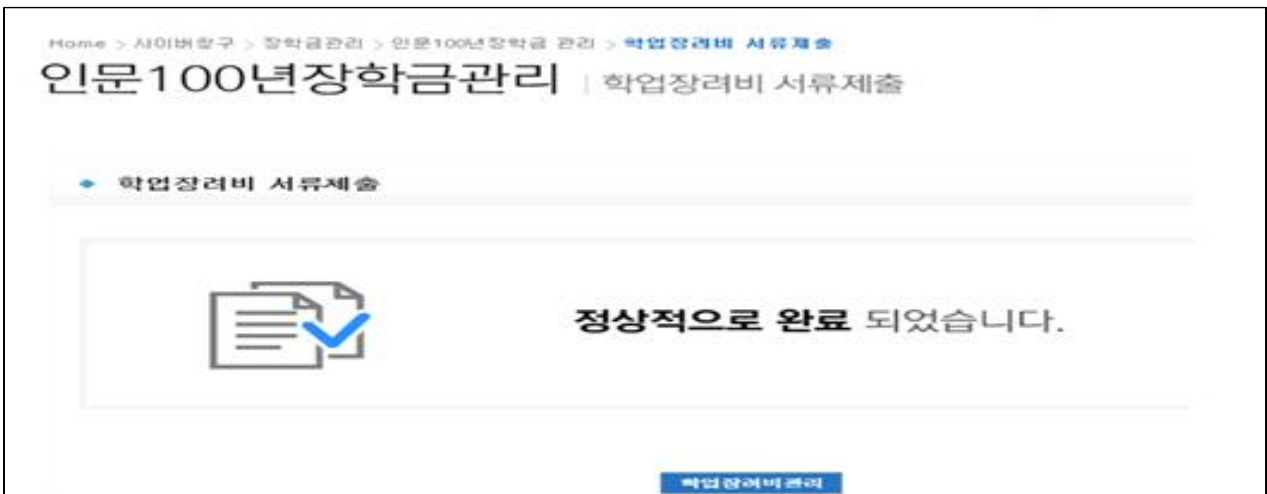 Home > 사이버창구 > 장학금관리 > 인문100년장학금 관리 > 학업장려비 서류제출
인문100년장학금관리 | 학업장려비 서류제출
학업장려비 서류제출
정상적으로 완료 되었습니다.
학업장려비관리